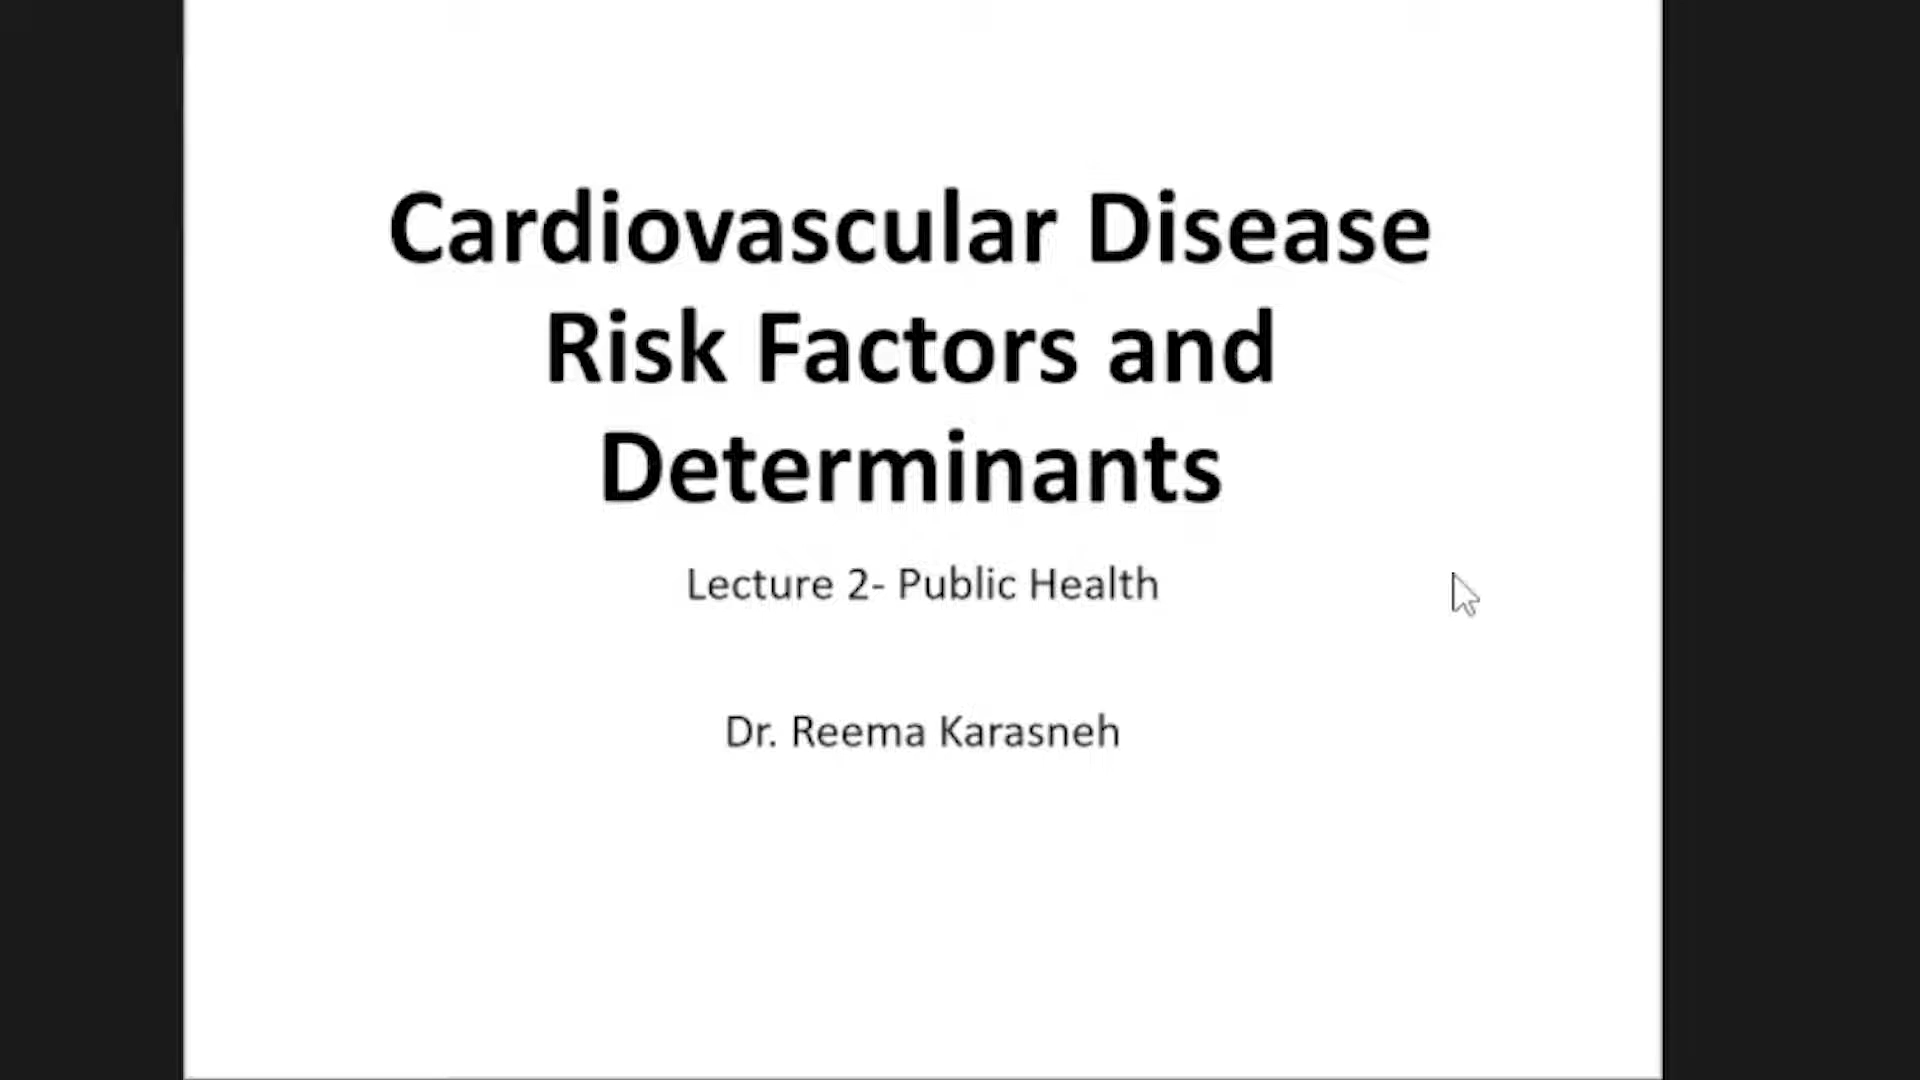 Cardiovascular Disease
Risk Factors and
Determinants
Lecture 2- Public Health
Dr. Reema Karasneh